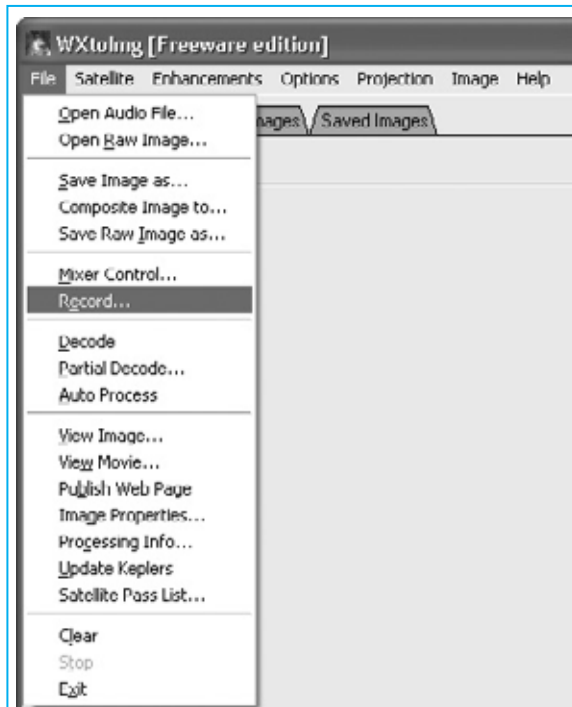 WXtoImg [Freeware edition]
File Satellite Enhancements Options Projection Image Help
Saved Images
Open Audio File...
Open Raw Image...
Save Image as...
Composite Image to...
Save Raw Image as...
Mixer Control...
Record...
Decode
Partial Decode...
Auto Process
View Image...
View Movie...
Publish Web Page
Image Properties...
Processing Info...
Update Keplers
Satellite Pass List...
Clear
Stop
Exit